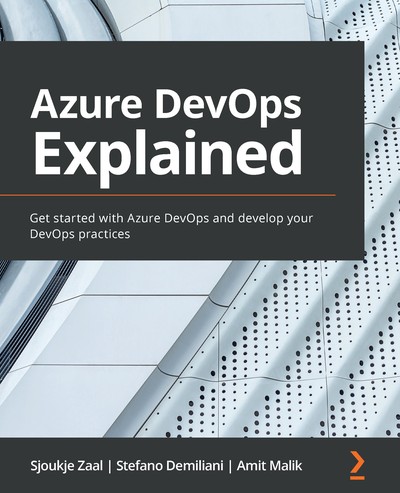 Azure DevOps
Explained
Get started with Azure DevOps and develop your
DevOps practices
Sjoukje Zaal | Stefano Demiliani | Amit Malik